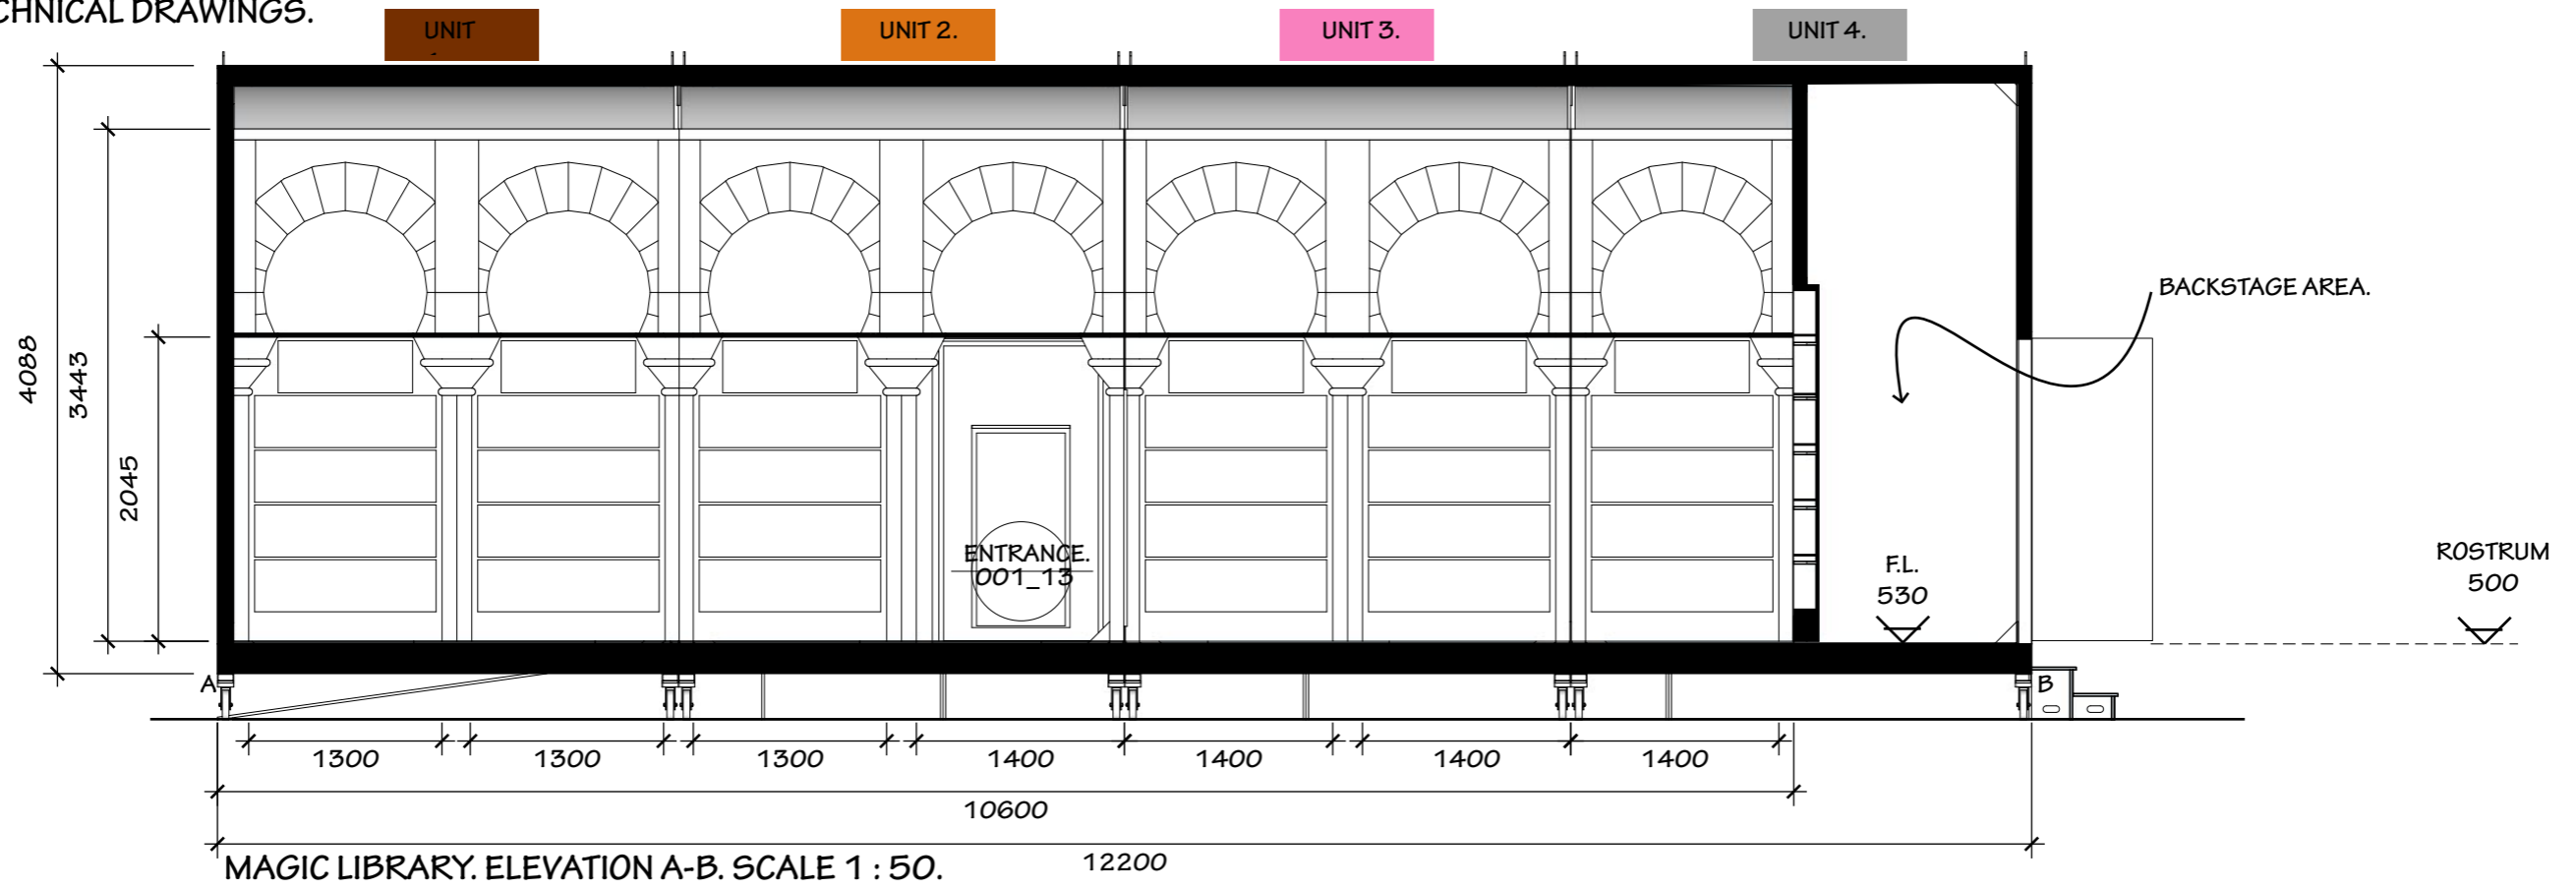 CHNICAL DRAWINGS.
UNIT
UNIT 2.
UNIT 3.
UNIT 4.
4088
3443
2045
BACKSTAGE AREA.
ENTRANCE.
001_13
F.L.
530
ROSTRUM
500
A
B
1300
1300
1300
1400
1400
1400
1400
10600
12200
MAGIC LIBRARY. ELEVATION A-B. SCALE 1 : 50.